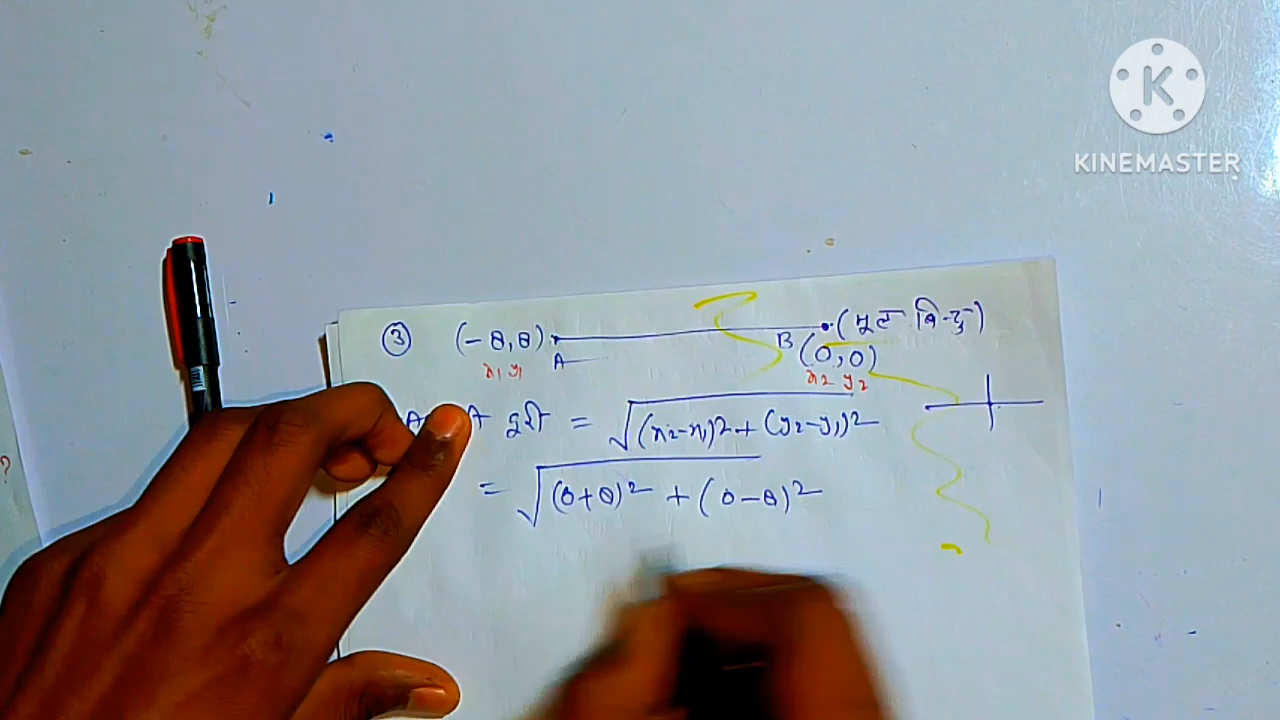 KINEMASTER
③ (-8,8) A B (0,0) (मूल बिन्दु)
x₁ y₁ x₂ y₂
दूरी = √(x₂-x₁)² + (y₂-y₁)²
= √(0+8)² + (0-8)²
?